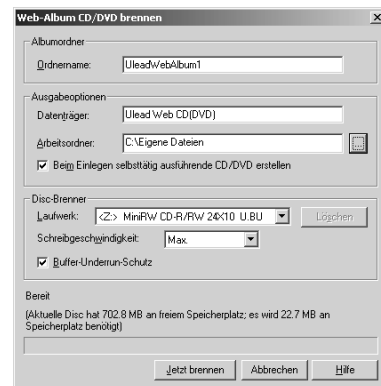 Web-Album CD/DVD brennen
Albumordner
Ordnername: UleadWebAlbum1
Ausgabeoptionen
Datenträger: Ulead Web CD(DVD)
Arbeitsordner: C:\Eigene Dateien ...
Beim Einlegen selbsttätig ausführende CD/DVD erstellen
Disc-Brenner
Laufwerk: <Z:> MiniRW CD-R/RW 24X10 U.BU Löschen
Schreibgeschwindigkeit: Max.
Buffer-Underrun-Schutz
Bereit
(Aktuelle Disc hat 702.8 MB an freiem Speicherplatz; es wird 22.7 MB an
Speicherplatz benötigt)
Jetzt brennen Abbrechen Hilfe